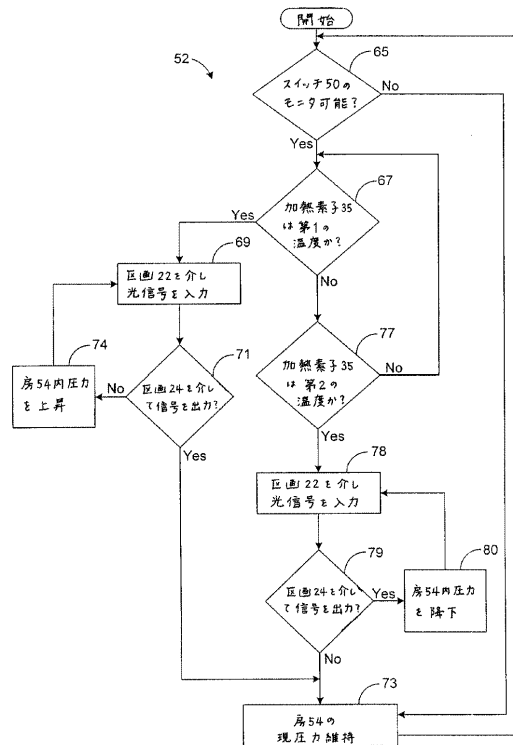 開始
52
65
スイッチ50の
モニタ可能?
No
Yes
67
加熱素子35
は第1の
温度か?
Yes
No
69
区画22を介し
光信号を入力
74
房54内圧力
を上昇
71
区画24を介し
て信号を出力?
No
Yes
77
加熱素子35
は第2の
温度か?
No
Yes
78
区画22を介し
光信号を入力
79
区画24を介し
て信号を出力?
Yes
No
80
房54内圧力
を降下
73
房54の
現圧力維持